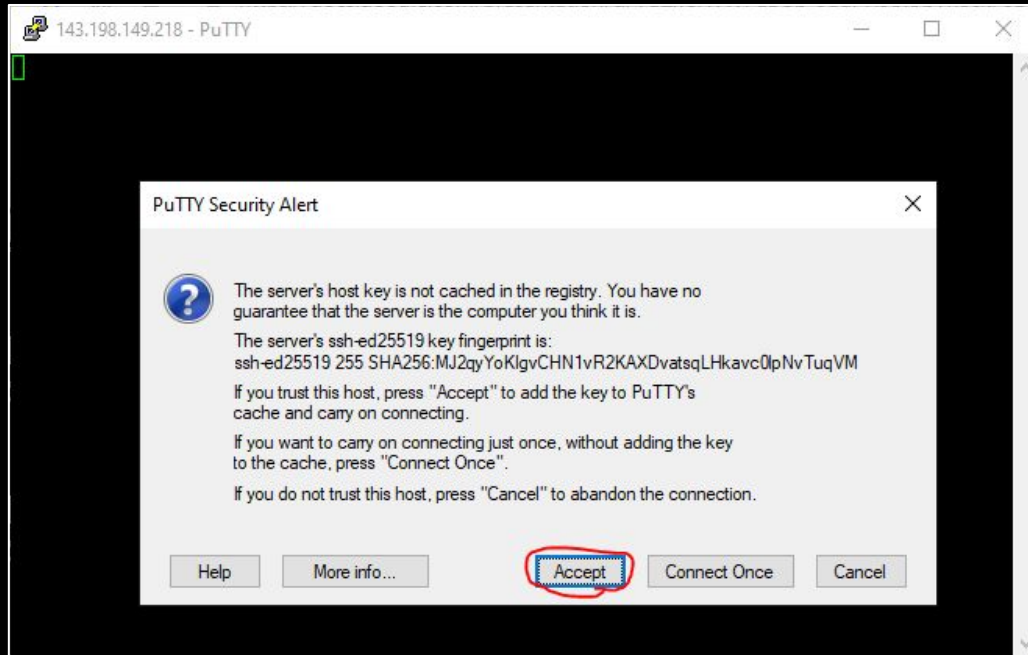 143.198.149.218 - PuTTY
PuTTY Security Alert
The server's host key is not cached in the registry. You have no
guarantee that the server is the computer you think it is.
The server's ssh-ed25519 key fingerprint is:
ssh-ed25519 255 SHA256:MJ2qyYoKlgvCHN1vR2KAXDvatsqLHkavc0lpNvTuqVM
If you trust this host, press "Accept" to add the key to PuTTY's
cache and carry on connecting.
If you want to carry on connecting just once, without adding the key
to the cache, press "Connect Once".
If you do not trust this host, press "Cancel" to abandon the connection.
Help More info... Accept Connect Once Cancel